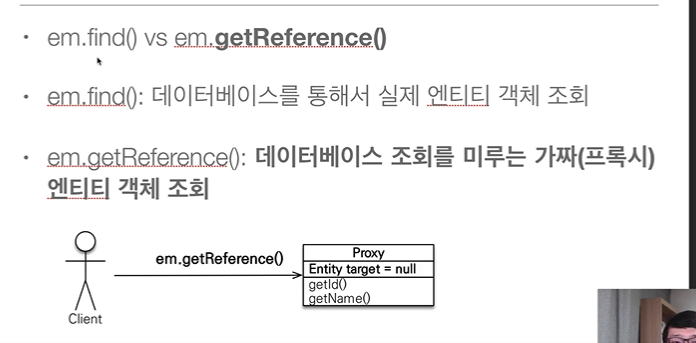 em.find() vs em.getReference()
em.find(): 데이터베이스를 통해서 실제 엔티티 객체 조회
em.getReference(): 데이터베이스 조회를 미루는 가짜(프록시)
엔티티 객체 조회
em.getReference()
Client
Proxy
Entity target = null
getId()
getName()